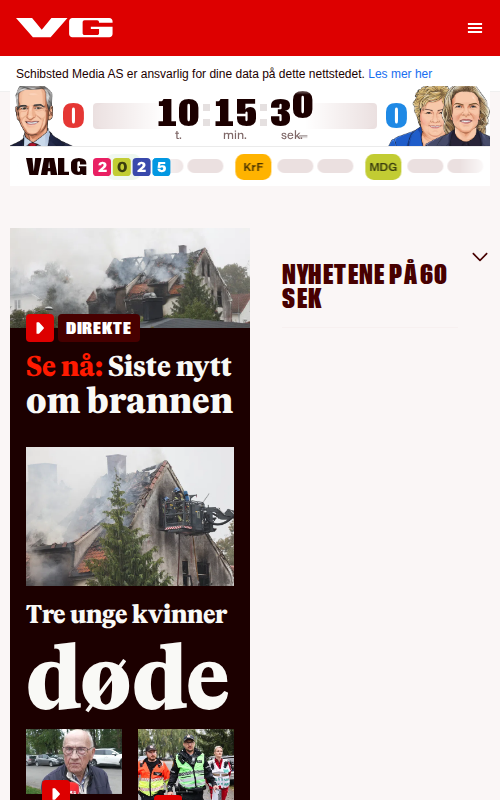 VG
Schibsted Media AS er ansvarlig for dine data på dette nettstedet. Les mer her
0 10:15:30 0
t. min. sek.
VALG 2025 KrF MDG
DIREKTE
Se nå: Siste nytt
om brannen
Tre unge kvinner
døde
NYHETENE PÅ 60
SEK